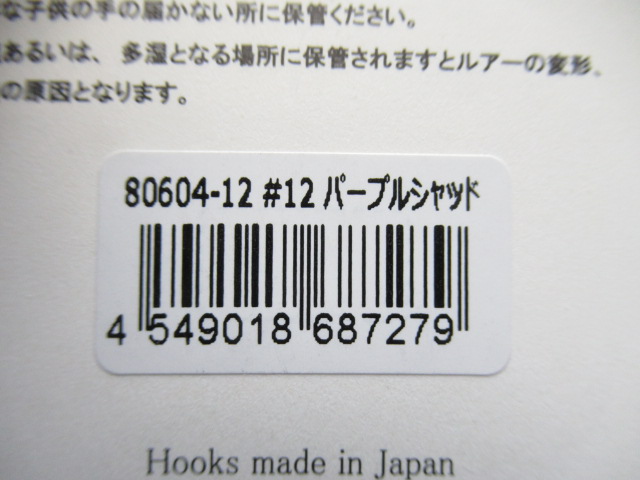 な子供の手の届かない所に保管ください。
あるいは、多湿となる場所に保管されますとルアーの変形、
の原因となります。
80604-12 #12 パープルシャッド
4 549018 687279
Hooks made in Japan